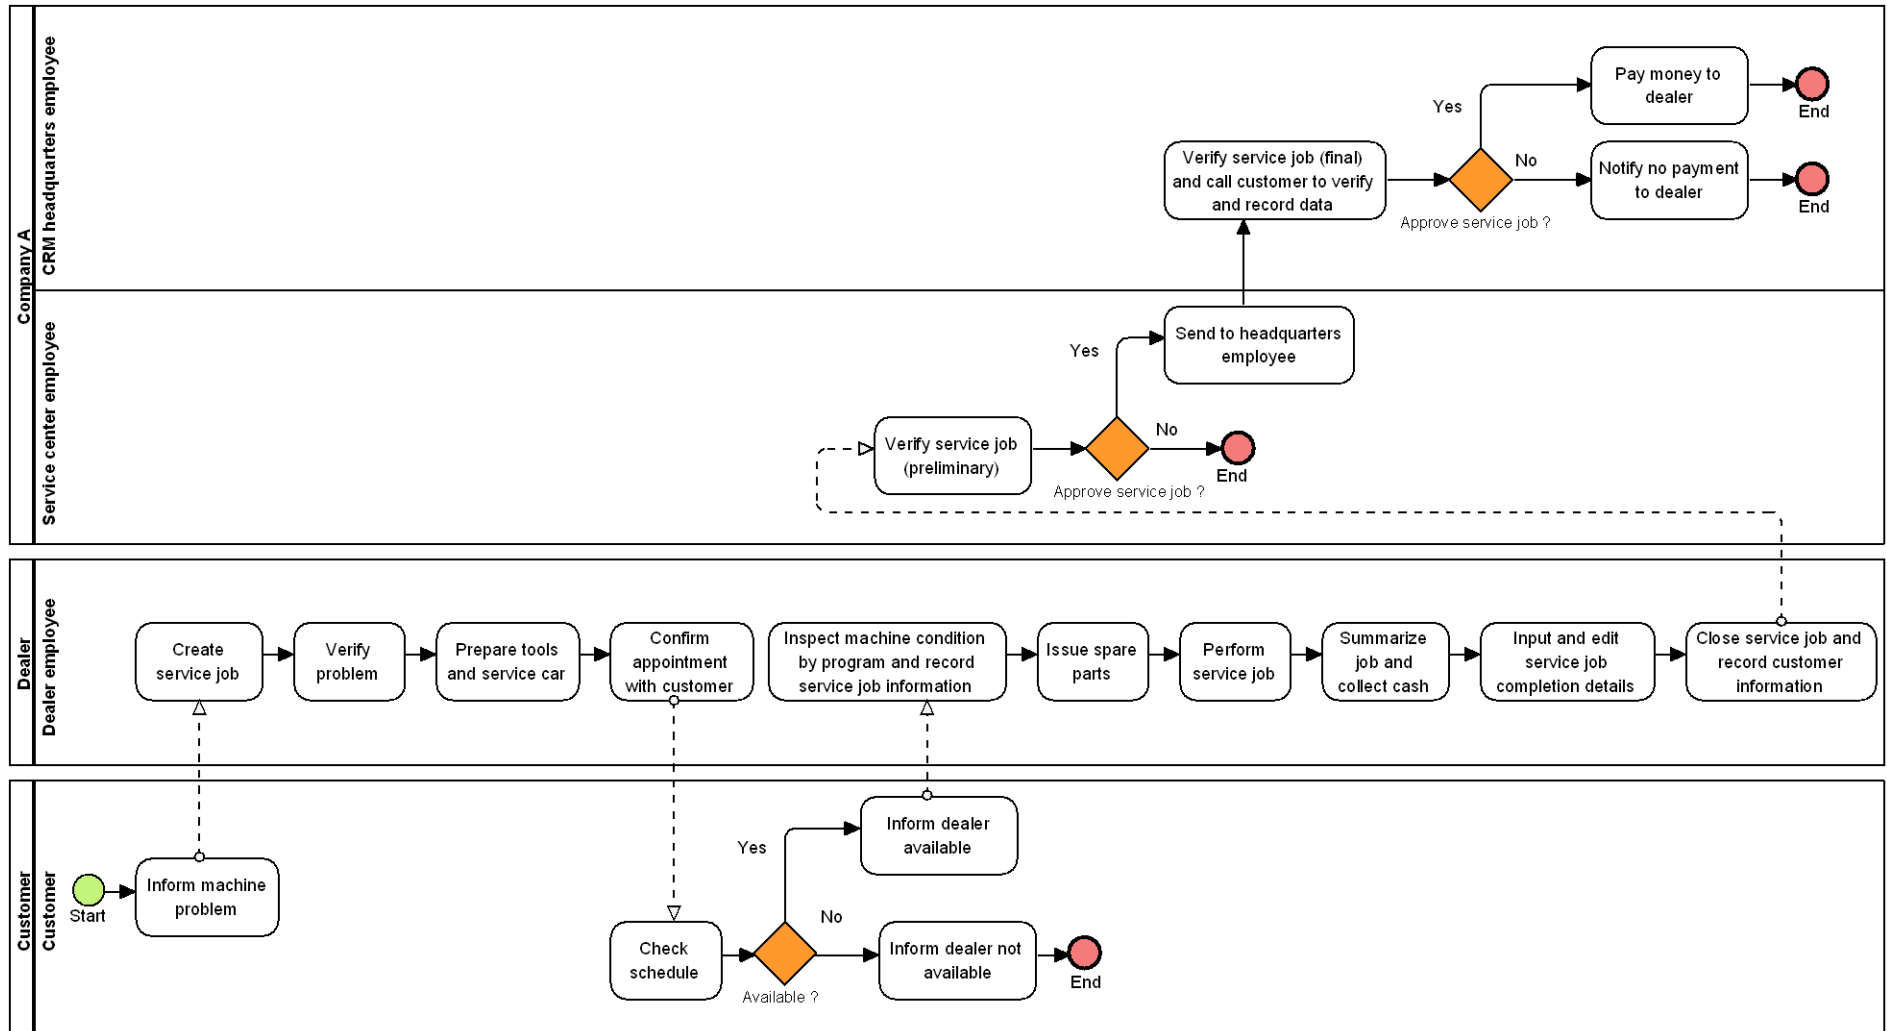 Company A
CRM headquarters employee
Pay money to
dealer
End
Yes
Verify service job (final)
and call customer to verify
and record data
No
Approve service job ?
Notify no payment
to dealer
End
Service center employee
Yes
Send to headquarters
employee
Verify service job
(preliminary)
No
Approve service job ?
End
Dealer
Dealer employee
Create
service job
Verify
problem
Prepare tools
and service car
Confirm
appointment
with customer
Inspect machine condition
by program and record
service job information
Issue spare
parts
Perform
service job
Summarize
job and
collect cash
Input and edit
service job
completion details
Close service job and
record customer
information
Customer
Customer
Start
Inform machine
problem
Check
schedule
Yes
Inform dealer
available
No
Available ?
Inform dealer not
available
End